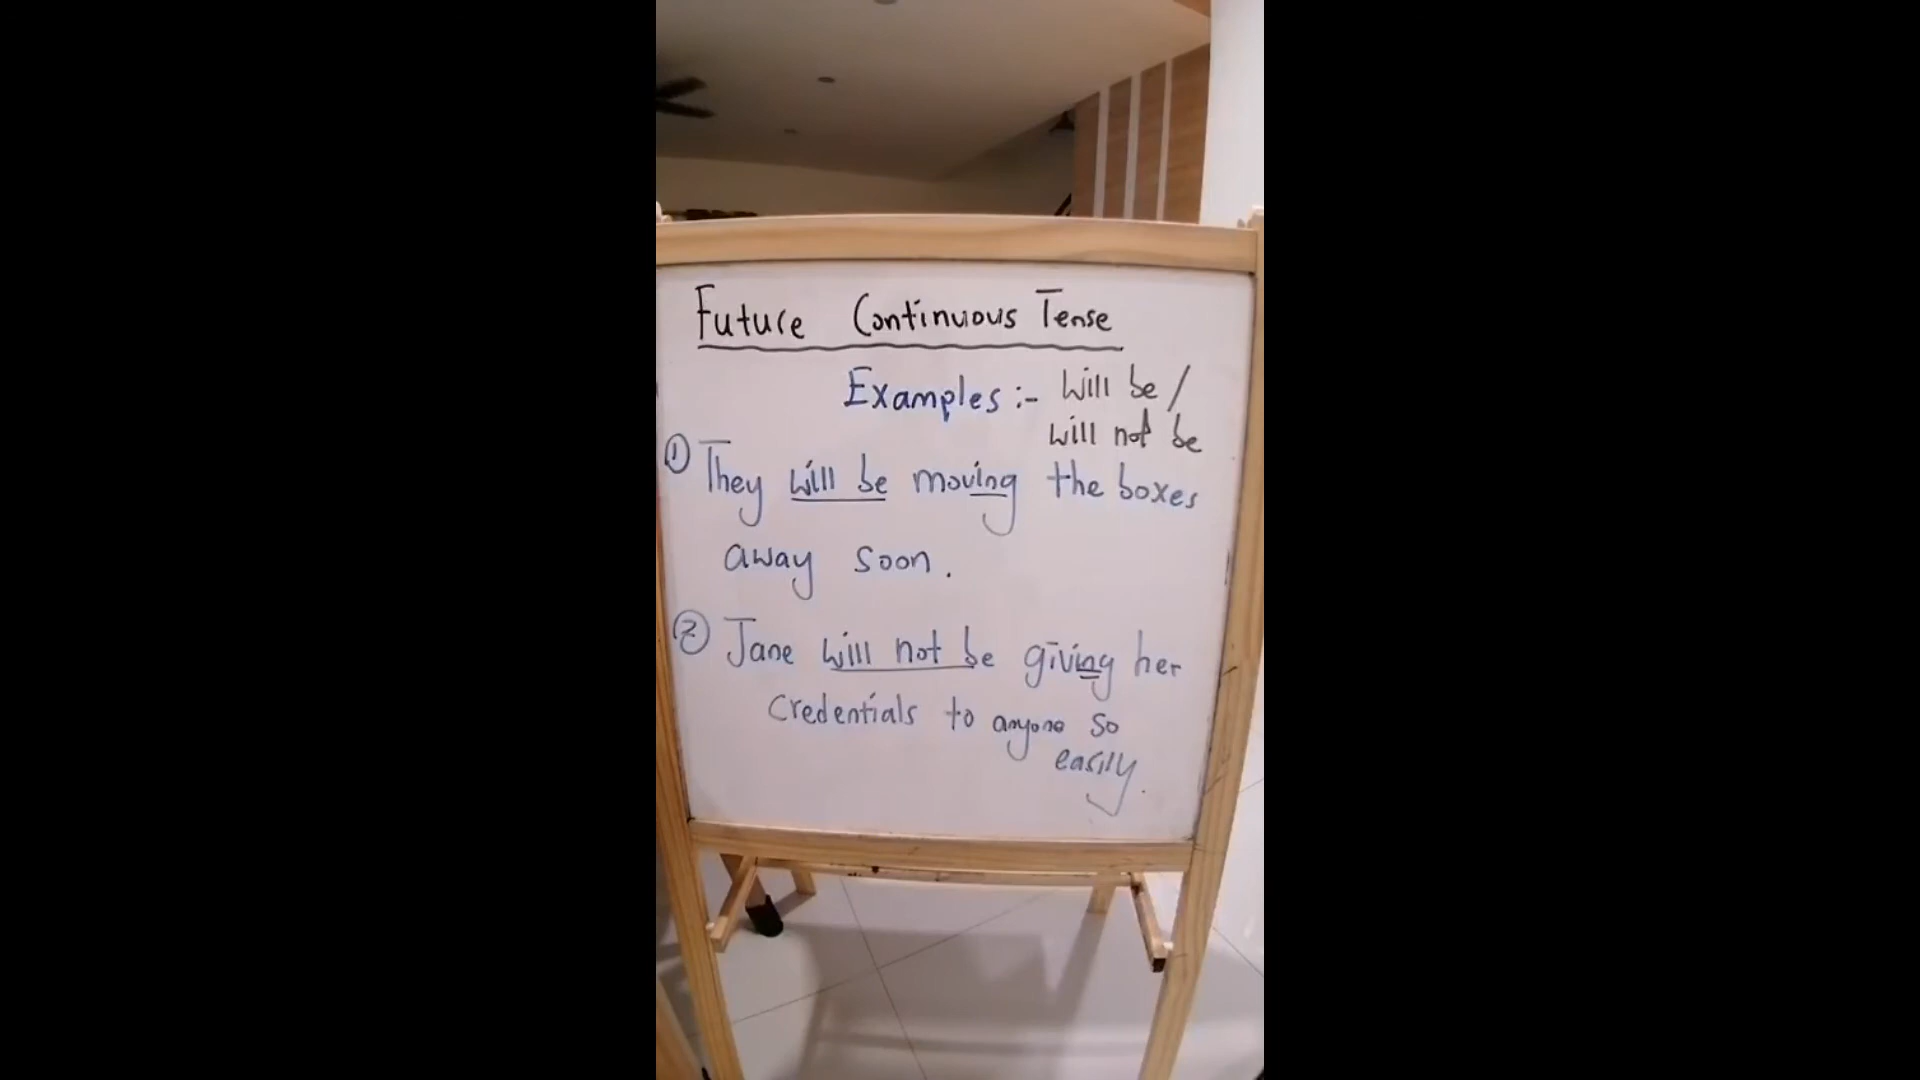 Future Continuous Tense
Examples :- will be /
will not be
① They will be moving the boxes
away soon.
② Jane will not be giving her
credentials to anyone so
easily.